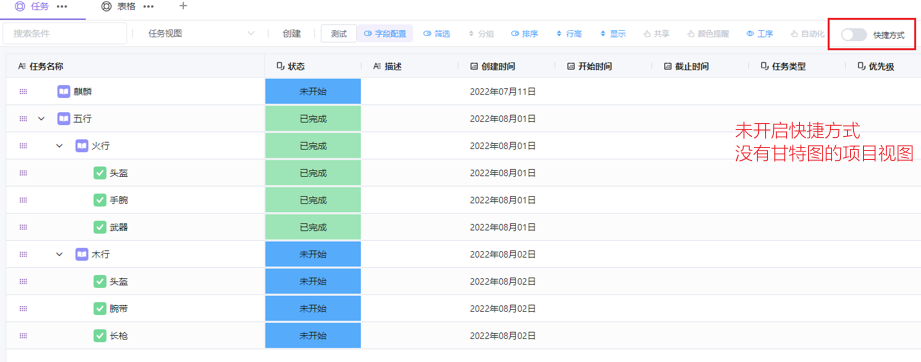 任务 ••• 表格 ••• +
搜索条件 任务视图 创建 测试 字段配置 筛选 分组 排序 行高 显示 共享 颜色提醒 工序 自动化 快捷方式
任务名称 状态 描述 创建时间 开始时间 截止时间 任务类型 优先级
麒麟 未开始 2022年07月11日
五行 已完成 2022年08月01日
火行 已完成 2022年08月01日
头盔 已完成 2022年08月01日
手腕 已完成 2022年08月01日
武器 已完成 2022年08月01日
木行 未开始 2022年08月02日
头盔 未开始 2022年08月02日
腕带 未开始 2022年08月02日
长枪 未开始 2022年08月02日
未开启快捷方式
没有甘特图的项目视图